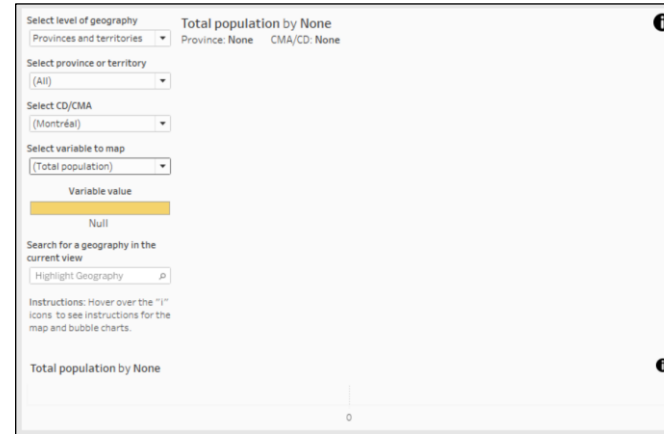 Select level of geography
Provinces and territories
Select province or territory
(All)
Select CD/CMA
(Montréal)
Select variable to map
(Total population)
Variable value
Null
Search for a geography in the
current view
Highlight Geography
Instructions: Hover over the "i"
icons to see instructions for the
map and bubble charts.
Total population by None
Province: None CMA/CD: None
i
Total population by None
i
0